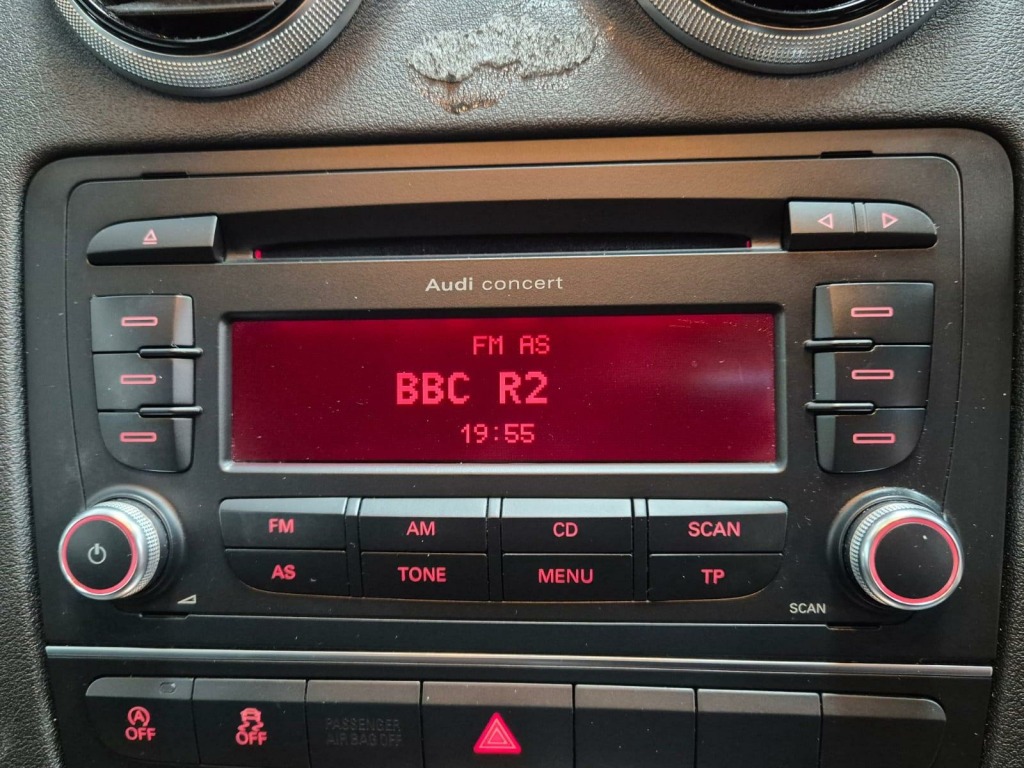 Audi concert
FM AS
BBC R2
19:55
FM AM CD SCAN
AS TONE MENU TP
SCAN
OFF OFF PASSENGER
AIR BAG OFF